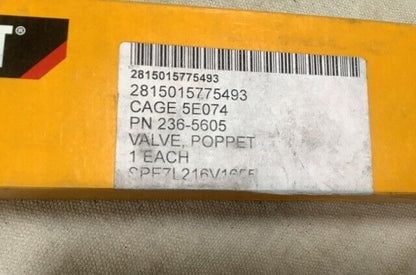 T®
2815015775493
2815015775493
CAGE 5E074
PN 236-5605
VALVE, POPPET
1 EACH